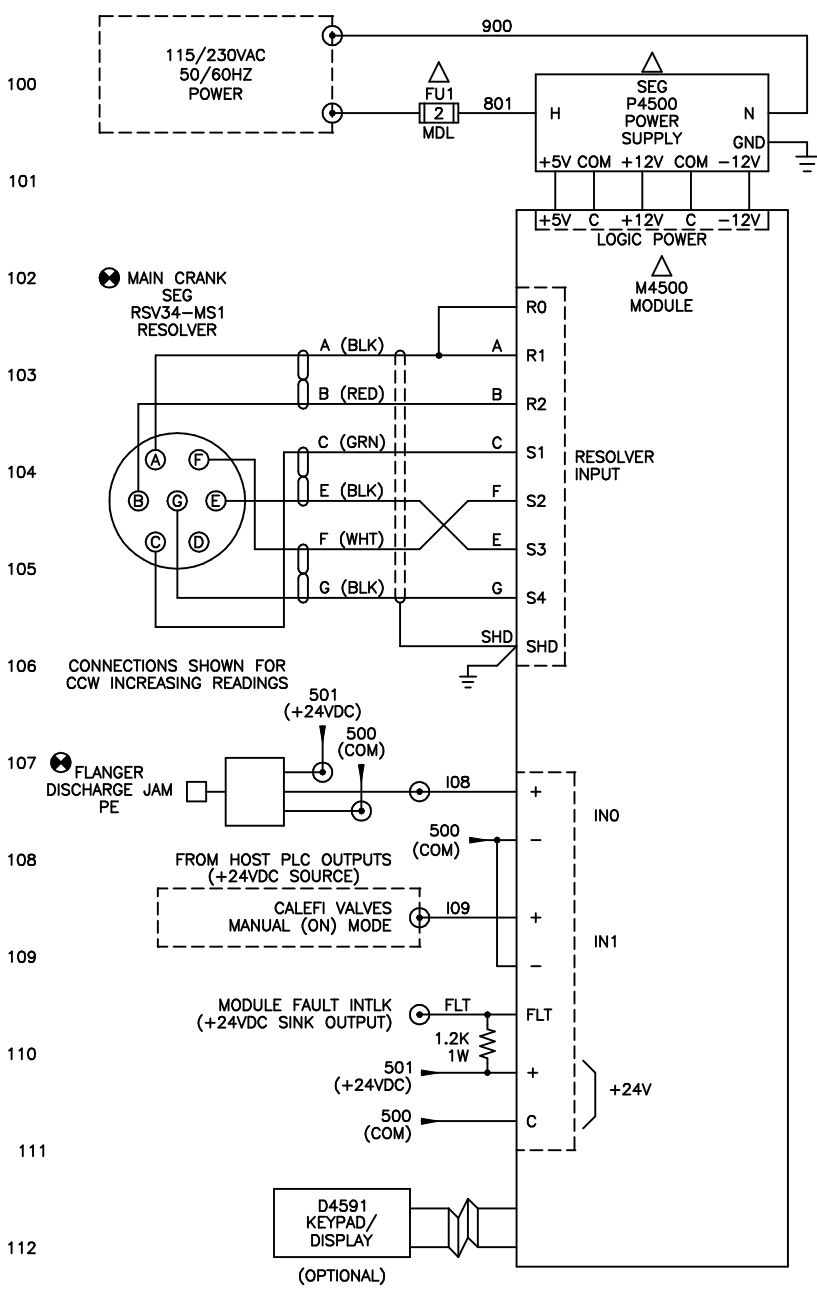 900
115/230VAC
50/60HZ
POWER
100
FU1
2
MDL
801
SEG
P4500
POWER
SUPPLY
H
N
GND
+5V COM +12V COM -12V
101
+5V C +12V C -12V
LOGIC POWER
M4500
MODULE
102
MAIN CRANK
SEG
RSV34-MS1
RESOLVER
R0
A (BLK)
A
R1
103
B (RED)
B
R2
C (GRN)
C
S1
RESOLVER
INPUT
104
A
F
B
G
E
C
D
E (BLK)
F
S2
F (WHT)
E
S3
105
G (BLK)
G
S4
SHD
SHD
106
CONNECTIONS SHOWN FOR
CCW INCREASING READINGS
501
(+24VDC)
500
(COM)
107
FLANGER
DISCHARGE JAM
PE
I08
+
IN0
500
(COM)
-
108
FROM HOST PLC OUTPUTS
(+24VDC SOURCE)
CALEFI VALVES
MANUAL (ON) MODE
I09
+
IN1
109
-
MODULE FAULT INTLK
(+24VDC SINK OUTPUT)
FLT
FLT
1.2K
1W
110
501
(+24VDC)
+
+24V
500
(COM)
C
111
D4591
KEYPAD/
DISPLAY
112
(OPTIONAL)